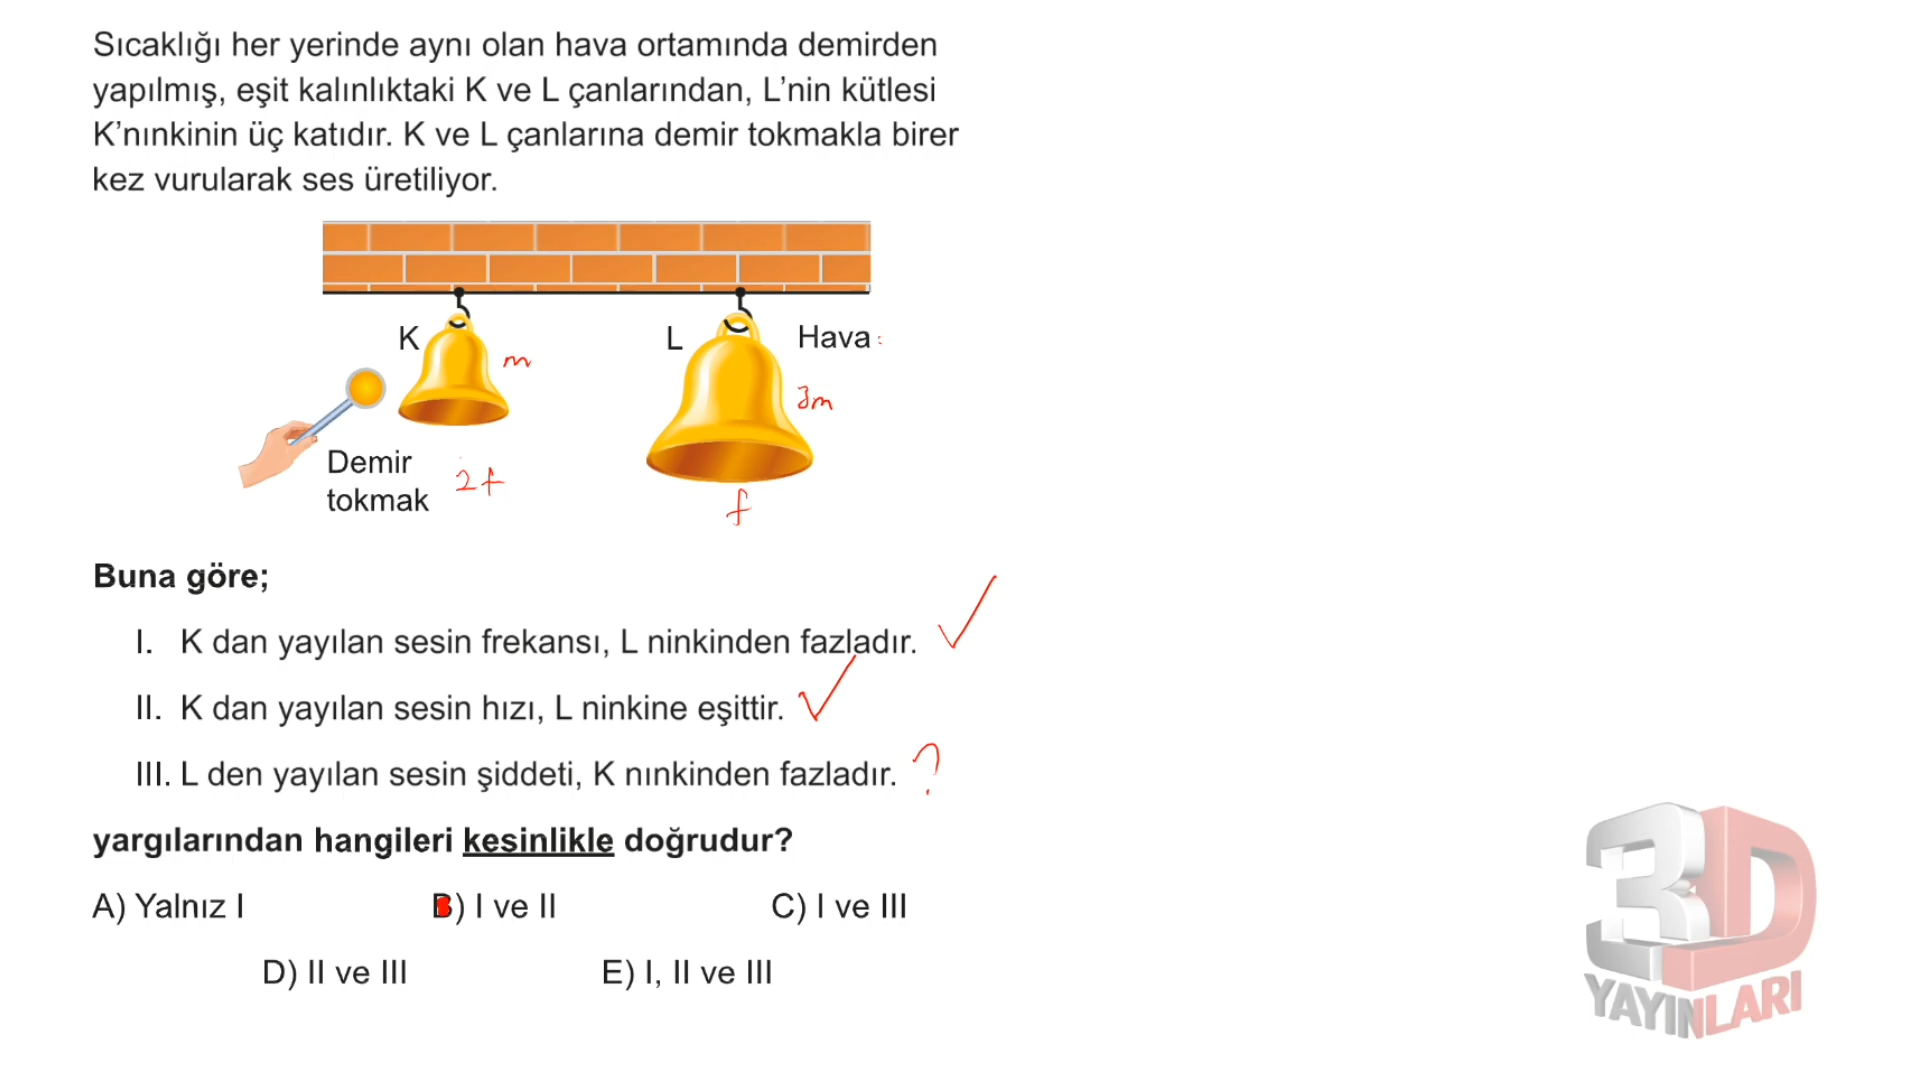 Sıcaklığı her yerinde aynı olan hava ortamında demirden
yapılmış, eşit kalınlıktaki K ve L çanlarından, L’nin kütlesi
K’nınkinin üç katıdır. K ve L çanlarına demir tokmakla birer
kez vurularak ses üretiliyor.
K
L
Hava
m
3m
Demir
tokmak
2f
f
Buna göre;
I. K dan yayılan sesin frekansı, L ninkinden fazladır.
II. K dan yayılan sesin hızı, L ninkine eşittir.
III. L den yayılan sesin şiddeti, K nınkinden fazladır. ?
yargılarından hangileri kesinlikle doğrudur?
A) Yalnız I B) I ve II C) I ve III
D) II ve III E) I, II ve III
3D
YAYINLARI